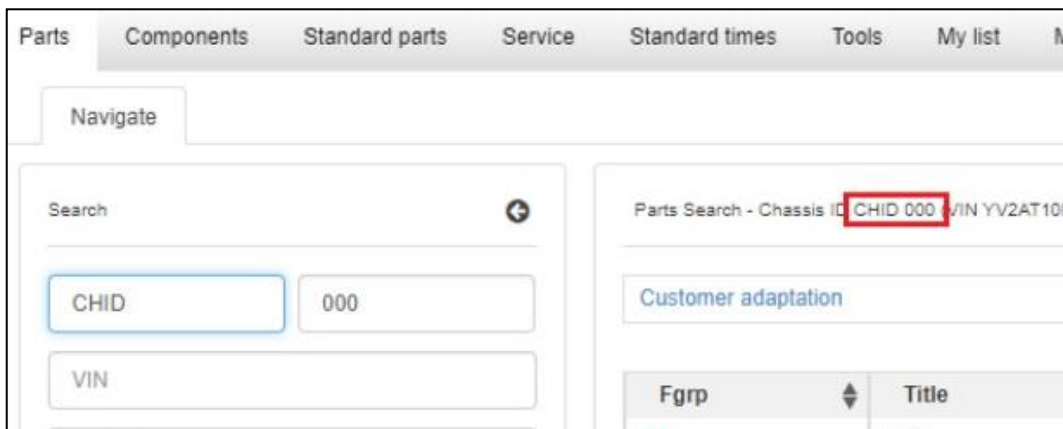 Parts Components Standard parts Service Standard times Tools My list
Navigate
Search
CHID 000
VIN
Parts Search - Chassis ID CHID 000 (VIN YV2AT10
Customer adaptation
Fgrp Title